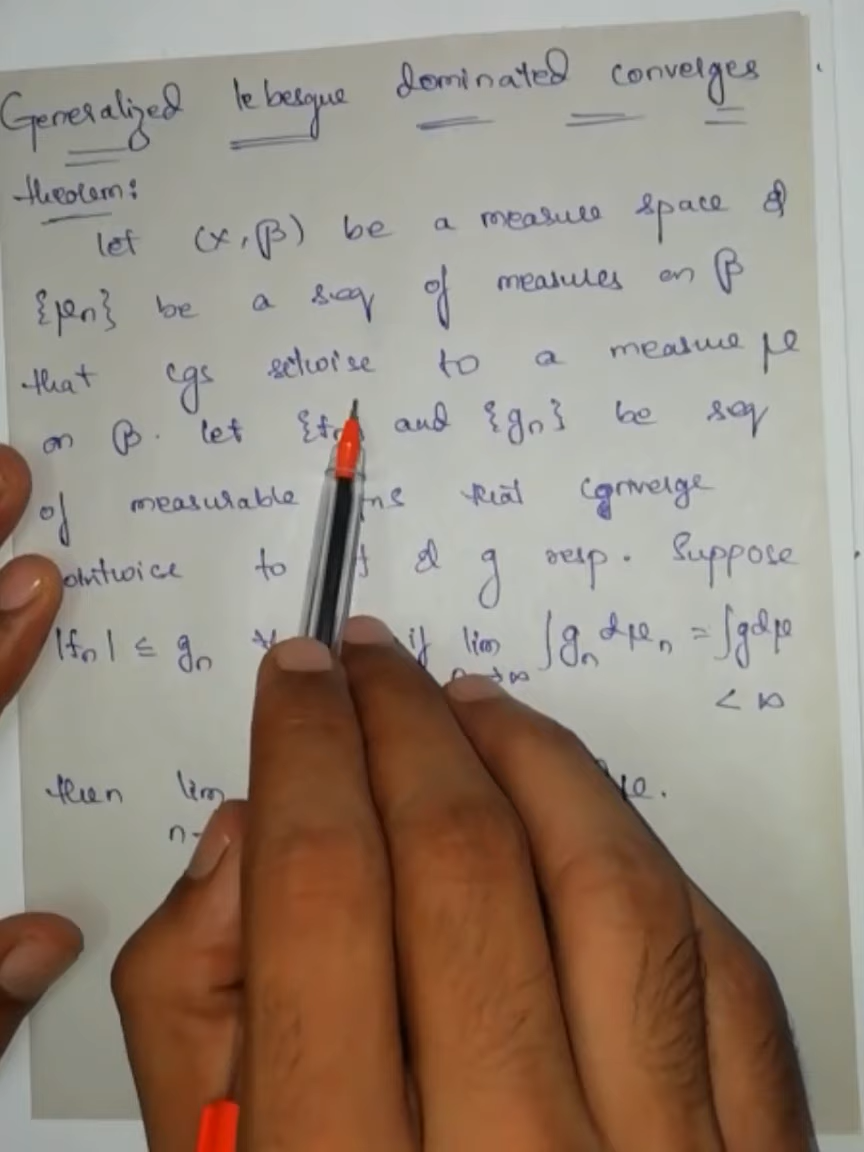 Generalized lebesgue dominated converges
theorem:
let (X, β) be a measure space &
{μn} be a seq of measures on β
that cgs setwise to a measure μ
on β. let and {gn} be seq
of measurable that converge
to & g resp. Suppose
|fn| ≤ gn if lim ∫gn dμn = ∫g dμ
< ∞
then lim